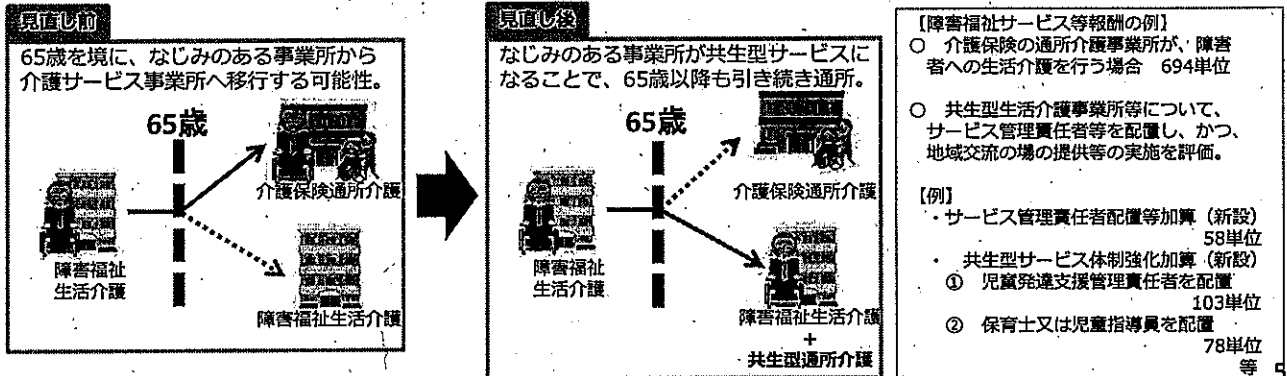 見直し前
65歳を境に、なじみのある事業所から
介護サービス事業所へ移行する可能性。
65歳
介護保険通所介護
障害福祉
生活介護
障害福祉生活介護
見直し後
なじみのある事業所が共生型サービスに
なることで、65歳以降も引き続き通所。
65歳
介護保険通所介護
障害福祉
生活介護
障害福祉生活介護
+
共生型通所介護
【障害福祉サービス等報酬の例】
○ 介護保険の通所介護事業所が、障害
者への生活介護を行う場合 694単位
○ 共生型生活介護事業所等について、
サービス管理責任者等を配置し、かつ、
地域交流の場の提供等の実施を評価。
【例】
・サービス管理責任者配置等加算(新設)
58単位
・ 共生型サービス体制強化加算(新設)
① 児童発達支援管理責任者を配置
103単位
② 保育士又は児童指導員を配置
78単位
等